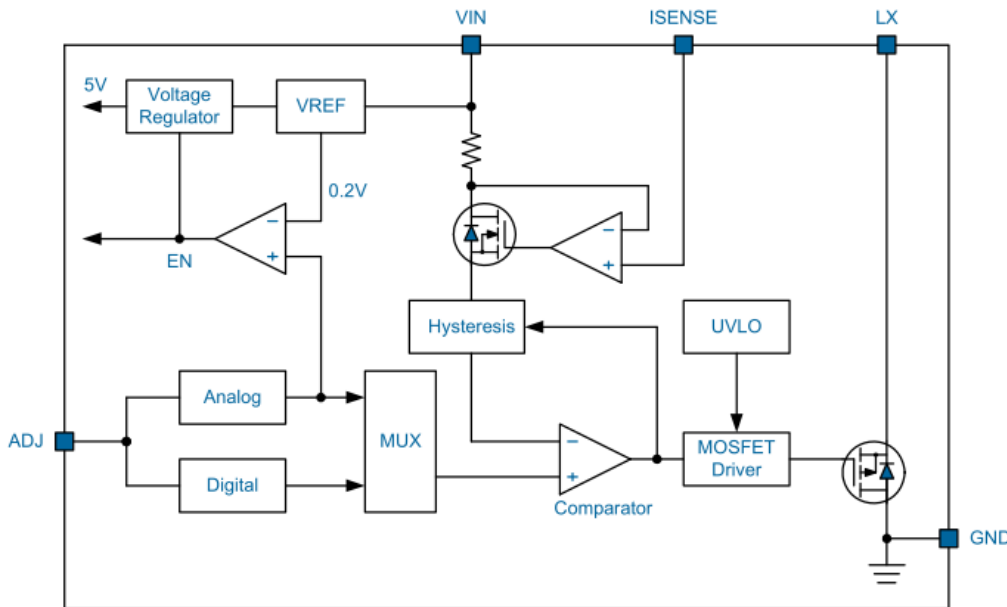 VIN
ISENSE
LX
5V
Voltage
Regulator
VREF
0.2V
−
+
EN
−
+
Hysteresis
UVLO
Analog
ADJ
MUX
Digital
−
+
Comparator
MOSFET
Driver
GND